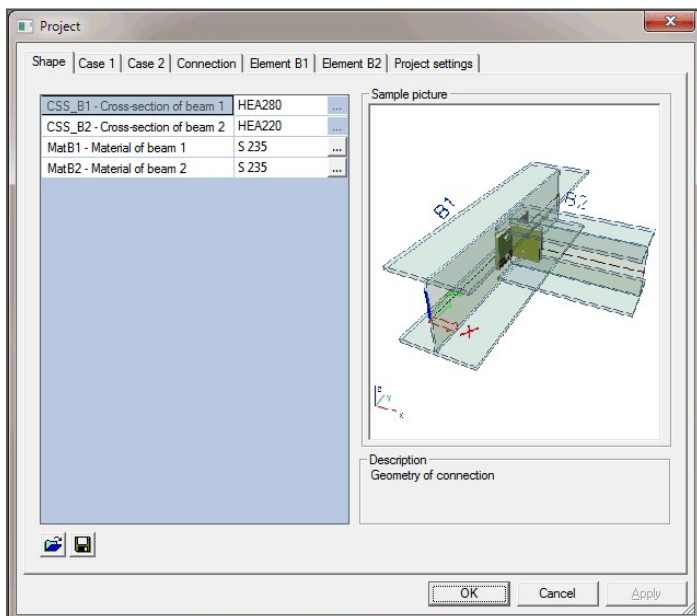 Project
Shape Case 1 Case 2 Connection Element B1 Element B2 Project settings
CSS_B1 - Cross-section of beam 1 HEA280 ...
CSS_B2 - Cross-section of beam 2 HEA220 ...
MatB1 - Material of beam 1 S 235 ...
MatB2 - Material of beam 2 S 235 ...
Sample picture
B1
B2
X
z
Y
x
Description
Geometry of connection
OK Cancel Apply